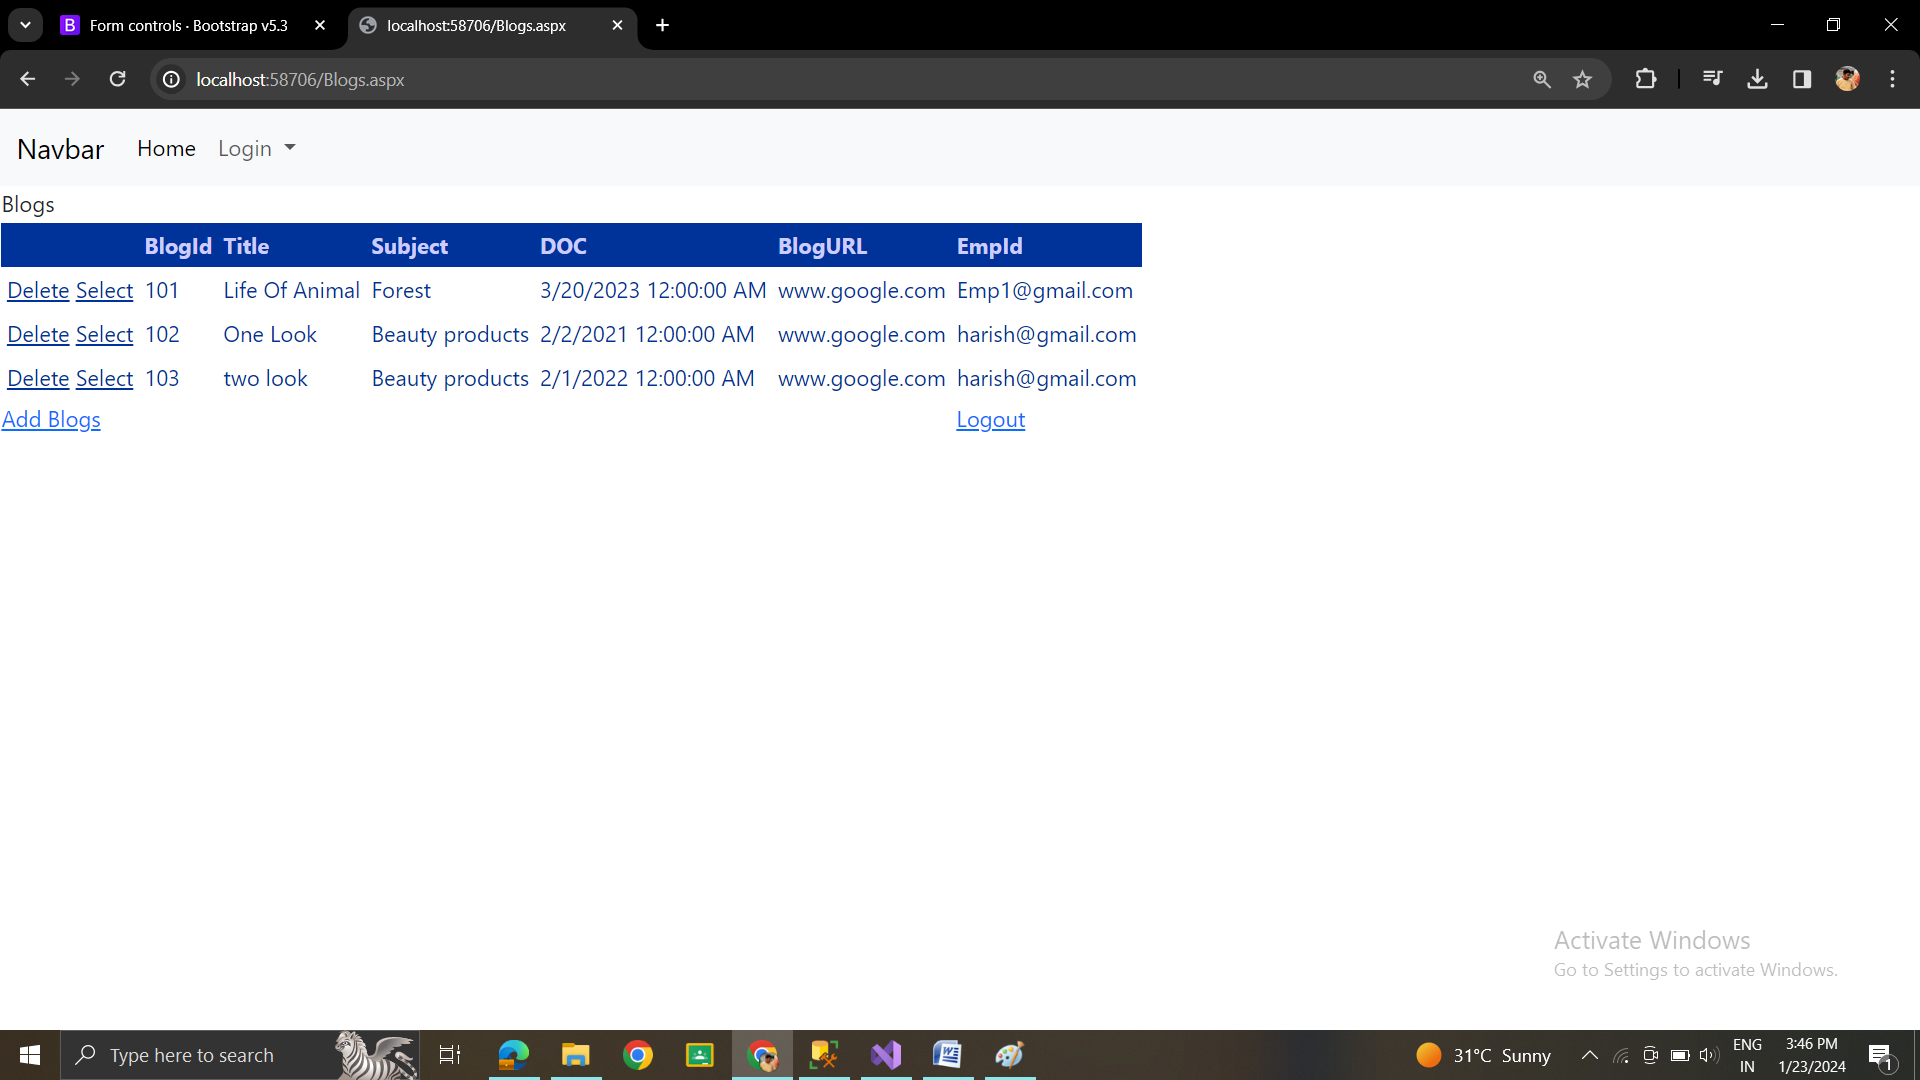 Form controls · Bootstrap v5.3
localhost:58706/Blogs.aspx
localhost:58706/Blogs.aspx
Navbar Home Login
Blogs
BlogId Title Subject DOC BlogURL EmpId
Delete Select 101 Life Of Animal Forest 3/20/2023 12:00:00 AM www.google.com Emp1@gmail.com
Delete Select 102 One Look Beauty products 2/2/2021 12:00:00 AM www.google.com harish@gmail.com
Delete Select 103 two look Beauty products 2/1/2022 12:00:00 AM www.google.com harish@gmail.com
Add Blogs Logout
Activate Windows
Go to Settings to activate Windows.
Type here to search
31°C Sunny
ENG
IN
3:46 PM
1/23/2024
1